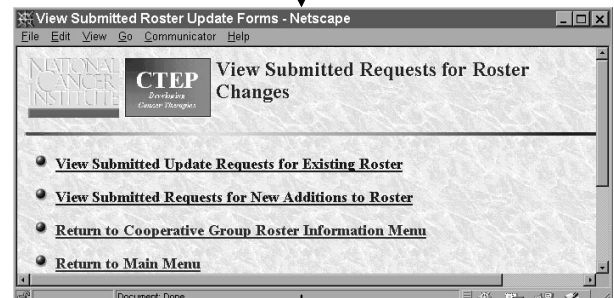 View Submitted Roster Update Forms - Netscape
File Edit View Go Communicator Help
NATIONAL
CANCER
INSTITUTE
CTEP
Developing
Cancer Therapies
View Submitted Requests for Roster
Changes
View Submitted Update Requests for Existing Roster
View Submitted Requests for New Additions to Roster
Return to Cooperative Group Roster Information Menu
Return to Main Menu
Document: Done